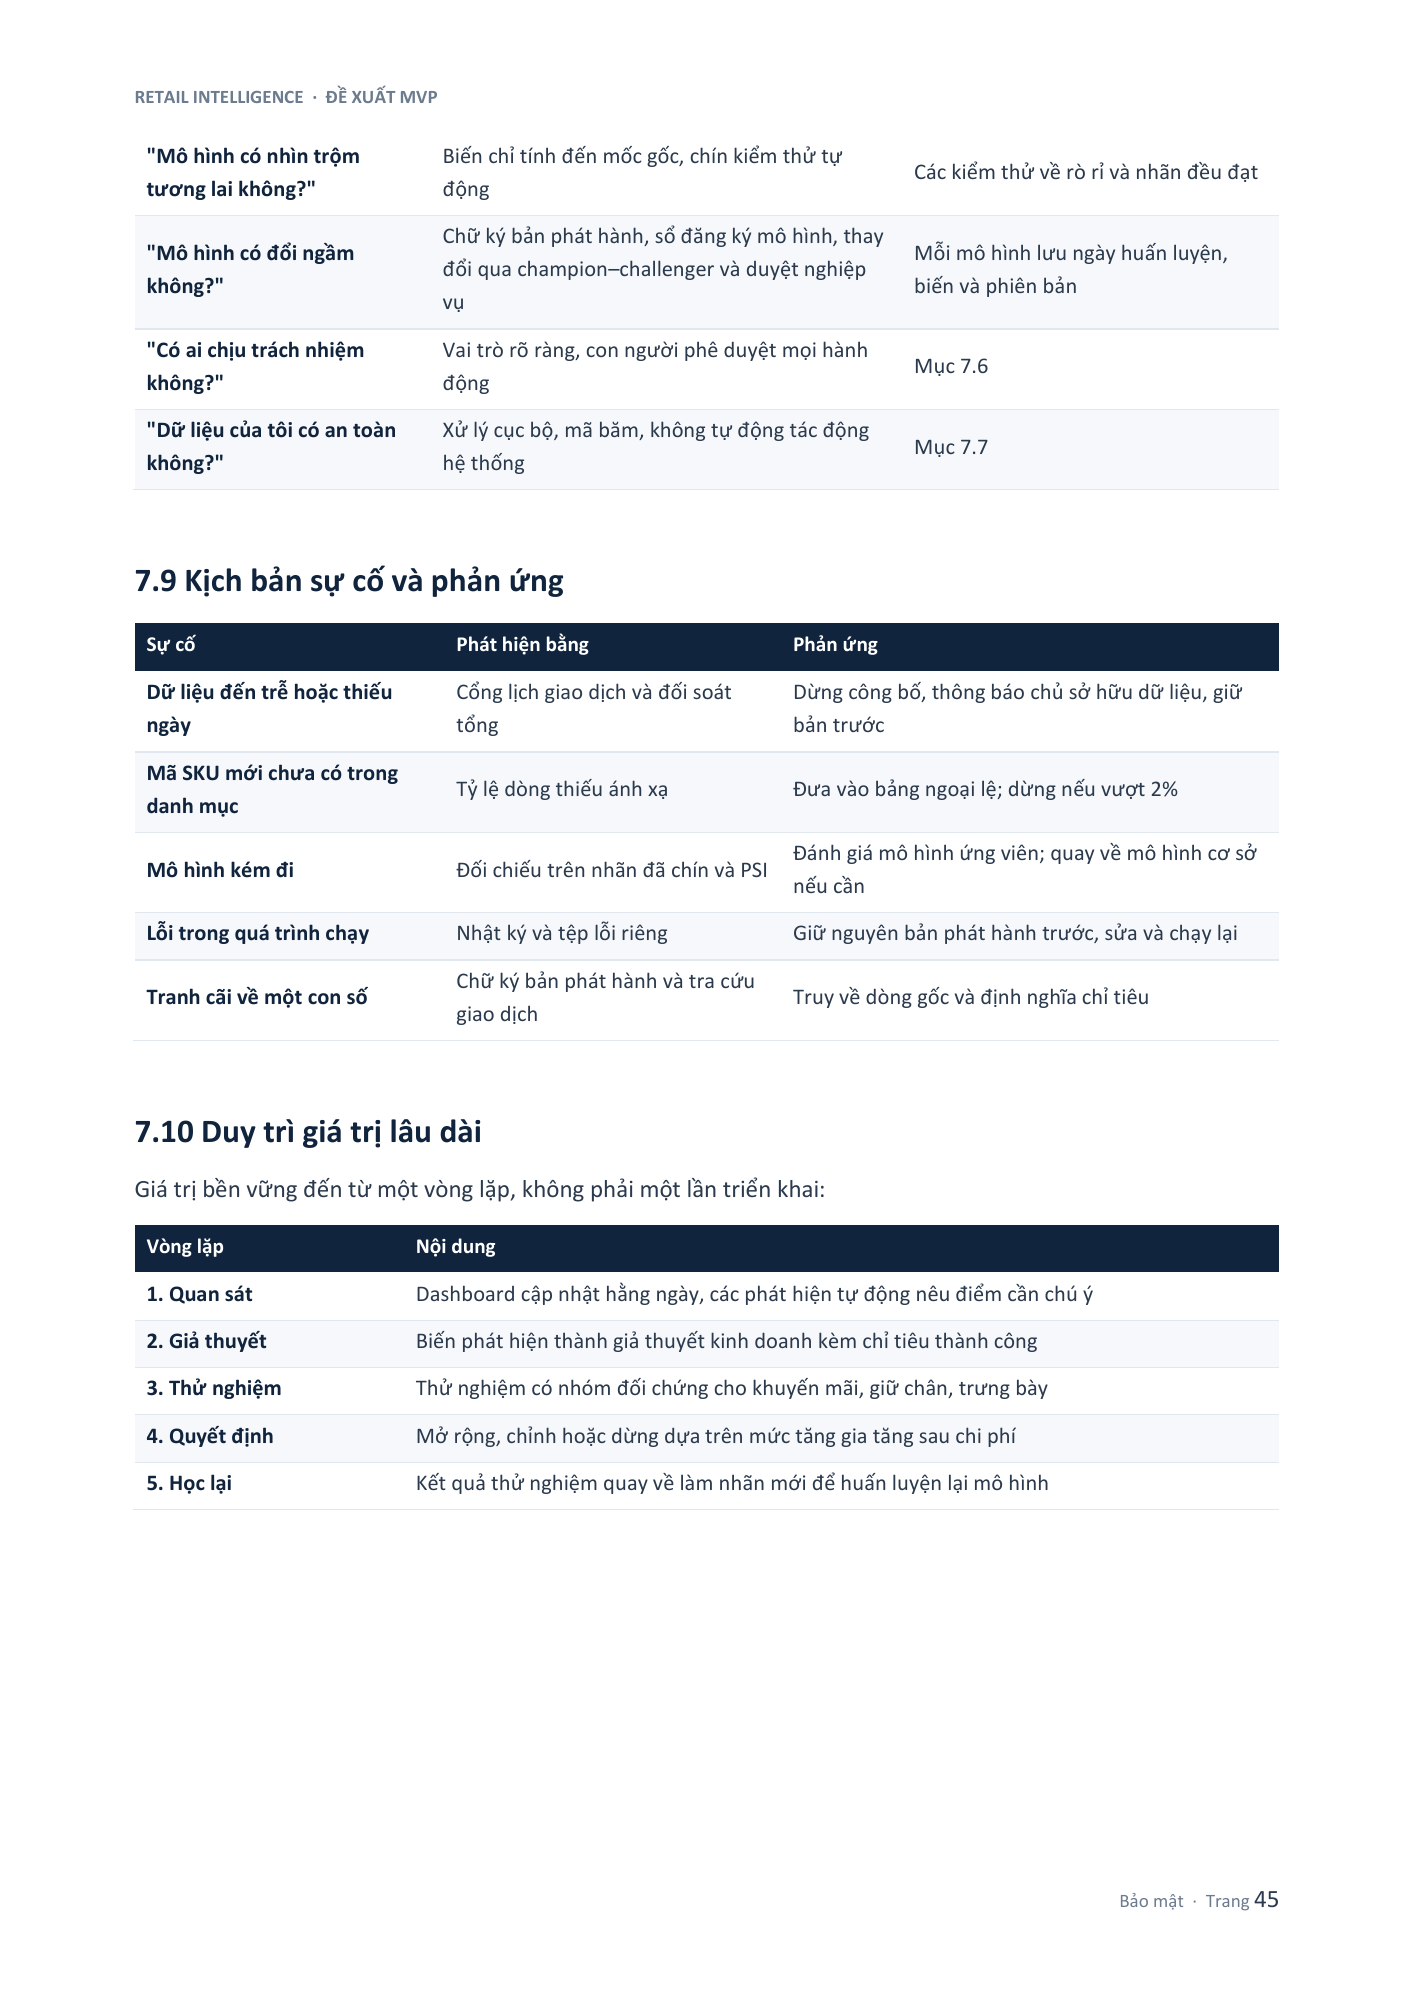 RETAIL INTELLIGENCE · ĐỀ XUẤT MVP
"Mô hình có nhìn trộm
tương lai không?"
Biến chỉ tính đến mốc gốc, chín kiểm thử tự
động
Các kiểm thử về rò rỉ và nhãn đều đạt
"Mô hình có đổi ngầm
không?"
Chữ ký bản phát hành, sổ đăng ký mô hình, thay
đổi qua champion–challenger và duyệt nghiệp
vụ
Mỗi mô hình lưu ngày huấn luyện,
biến và phiên bản
"Có ai chịu trách nhiệm
không?"
Vai trò rõ ràng, con người phê duyệt mọi hành
động
Mục 7.6
"Dữ liệu của tôi có an toàn
không?"
Xử lý cục bộ, mã băm, không tự động tác động
hệ thống
Mục 7.7
7.9 Kịch bản sự cố và phản ứng
Sự cố
Phát hiện bằng
Phản ứng
Dữ liệu đến trễ hoặc thiếu
ngày
Cổng lịch giao dịch và đối soát
tổng
Dừng công bố, thông báo chủ sở hữu dữ liệu, giữ
bản trước
Mã SKU mới chưa có trong
danh mục
Tỷ lệ dòng thiếu ánh xạ
Đưa vào bảng ngoại lệ; dừng nếu vượt 2%
Mô hình kém đi
Đối chiếu trên nhãn đã chín và PSI
Đánh giá mô hình ứng viên; quay về mô hình cơ sở
nếu cần
Lỗi trong quá trình chạy
Nhật ký và tệp lỗi riêng
Giữ nguyên bản phát hành trước, sửa và chạy lại
Tranh cãi về một con số
Chữ ký bản phát hành và tra cứu
giao dịch
Truy về dòng gốc và định nghĩa chỉ tiêu
7.10 Duy trì giá trị lâu dài
Giá trị bền vững đến từ một vòng lặp, không phải một lần triển khai:
Vòng lặp
Nội dung
1. Quan sát
Dashboard cập nhật hằng ngày, các phát hiện tự động nêu điểm cần chú ý
2. Giả thuyết
Biến phát hiện thành giả thuyết kinh doanh kèm chỉ tiêu thành công
3. Thử nghiệm
Thử nghiệm có nhóm đối chứng cho khuyến mãi, giữ chân, trưng bày
4. Quyết định
Mở rộng, chỉnh hoặc dừng dựa trên mức tăng gia tăng sau chi phí
5. Học lại
Kết quả thử nghiệm quay về làm nhãn mới để huấn luyện lại mô hình
Bảo mật · Trang 45